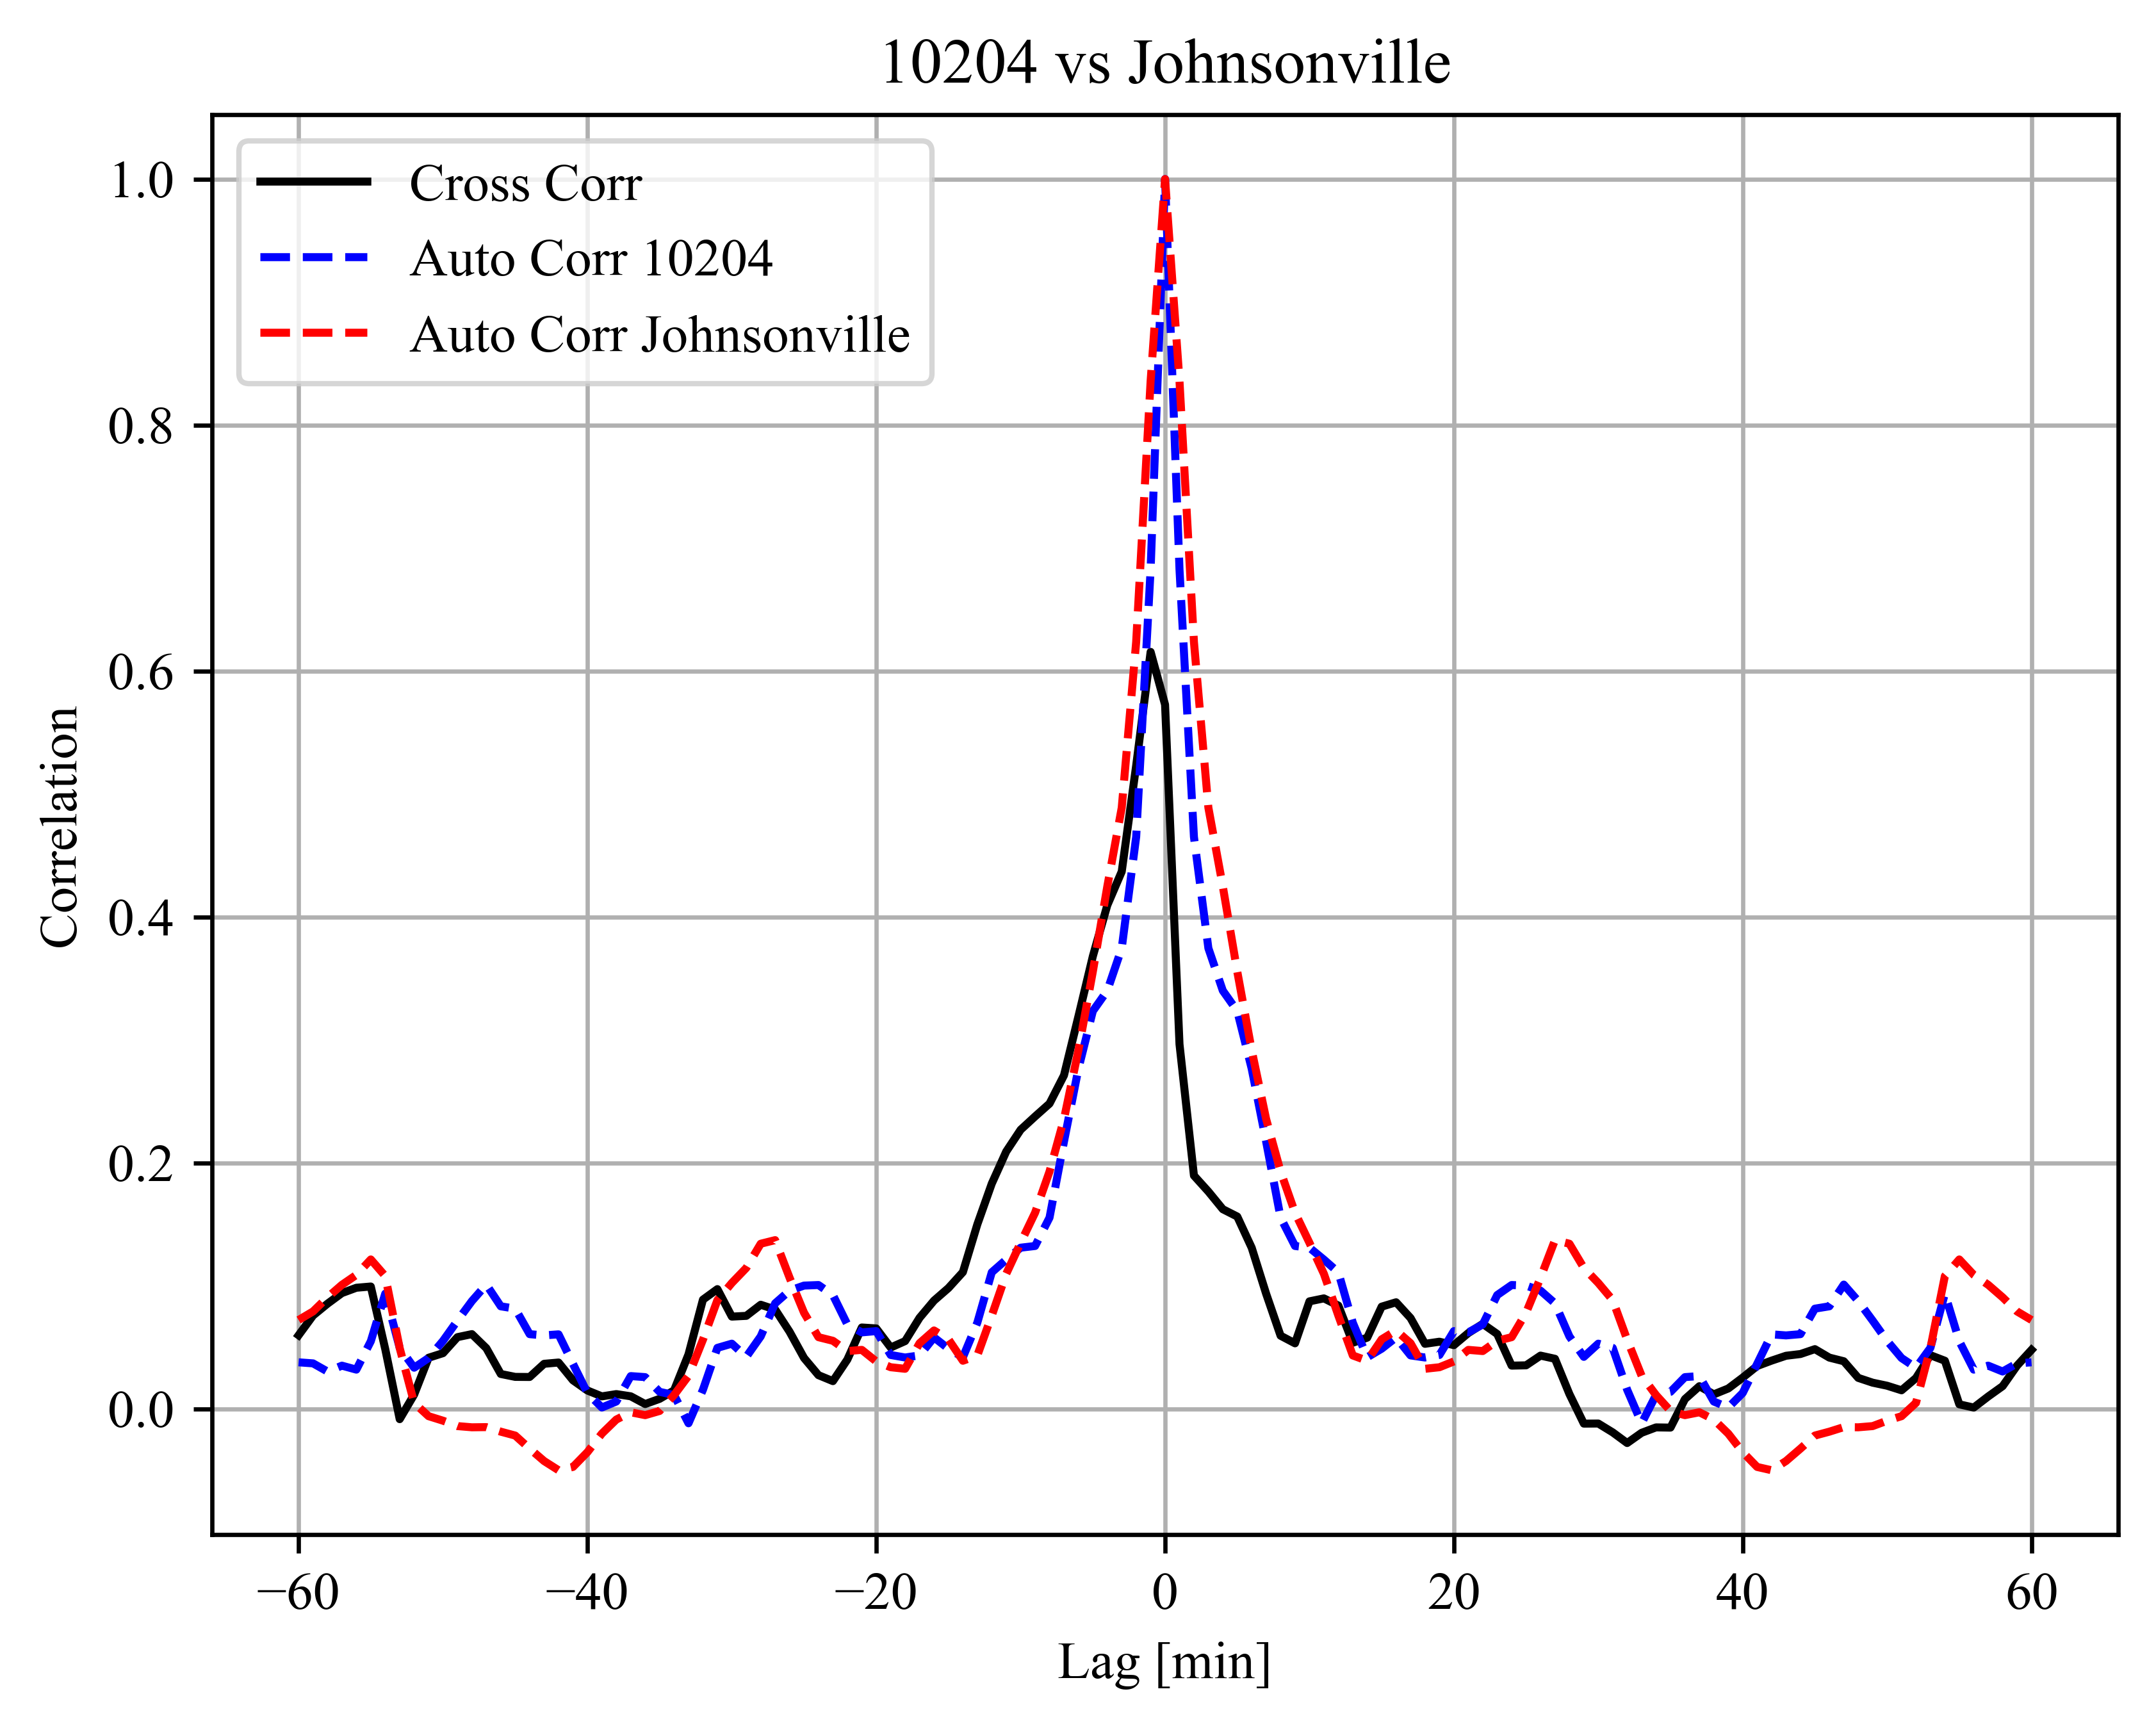 10204 vs Johnsonville
Cross Corr
Auto Corr 10204
Auto Corr Johnsonville
1.0
0.8
0.6
0.4
0.2
0.0
Correlation
−60 −40 −20 0 20 40 60
Lag [min]